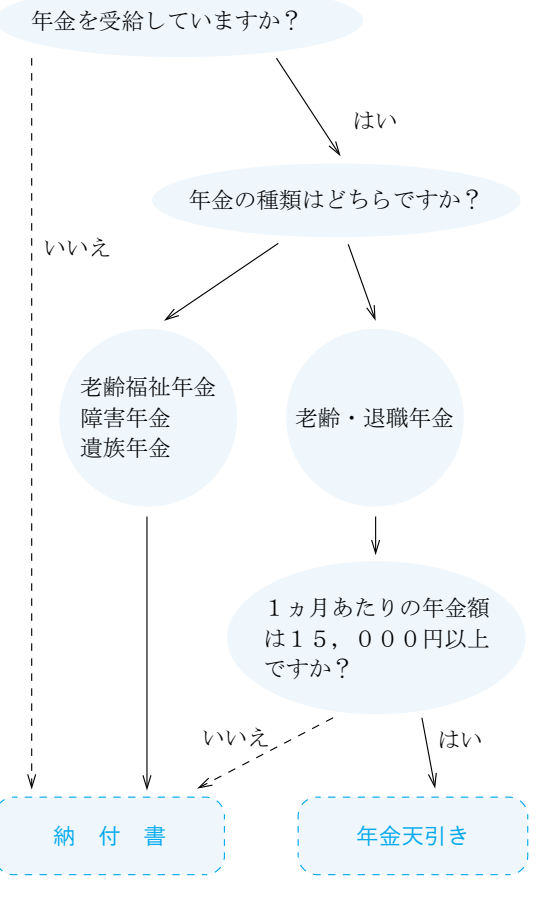 年金を受給していますか？
はい
年金の種類はどちらですか？
いいえ
老齢福祉年金
障害年金
遺族年金
老齢・退職年金
１ヵ月あたりの年金額
は１５，０００円以上
ですか？
いいえ
はい
納　付　書
年金天引き